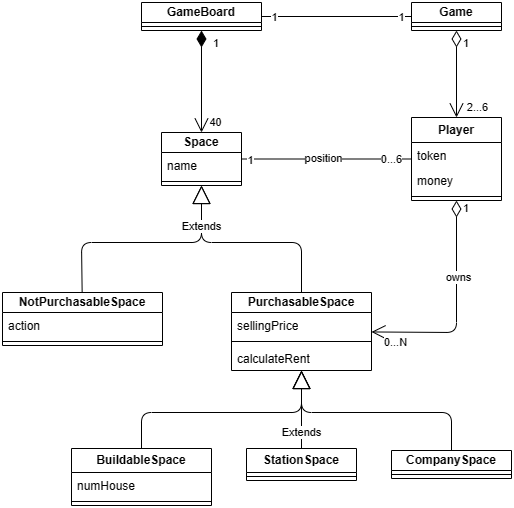 GameBoard
1
1
Game
1
1
40
2...6
Space
name
1
position
0...6
Player
token
money
1
Extends
owns
NotPurchasableSpace
action
PurchasableSpace
sellingPrice
calculateRent
0...N
Extends
BuildableSpace
numHouse
StationSpace
CompanySpace